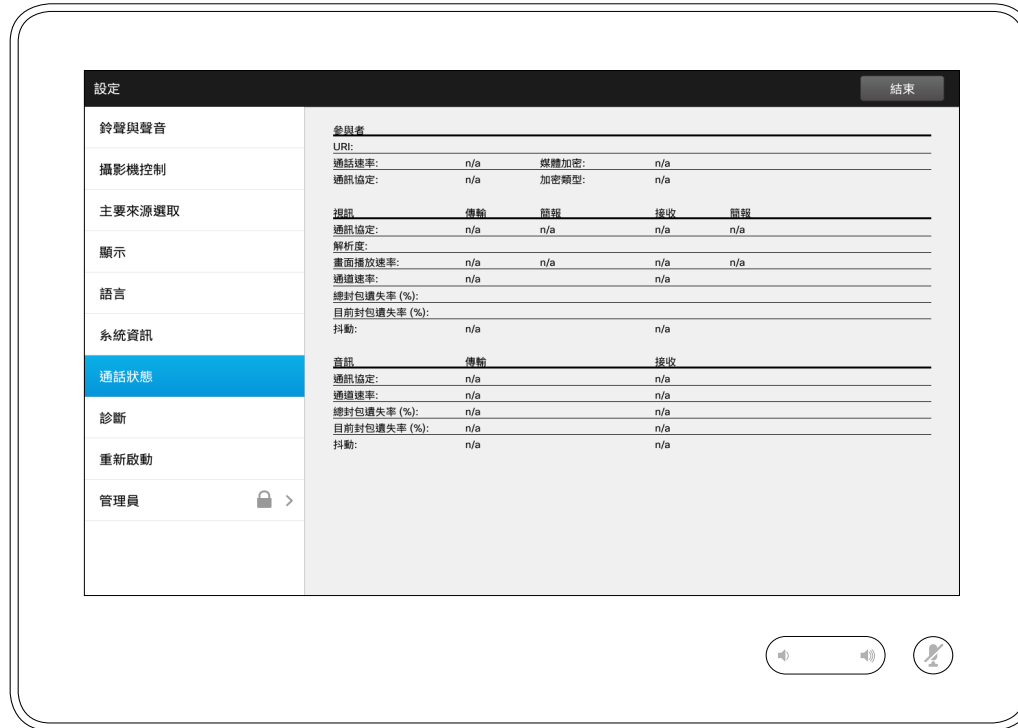 設定
結束
鈴聲與聲音
攝影機控制
主要來源選取
顯示
語言
系統資訊
通話狀態
診斷
重新啟動
管理員
參與者
URI:
通話速率: n/a 媒體加密: n/a
通訊協定: n/a 加密類型: n/a
視訊 傳輸 簡報 接收 簡報
通訊協定: n/a n/a n/a n/a
解析度:
畫面播放速率: n/a n/a n/a n/a
通道速率: n/a n/a
總封包遺失率 (%):
目前封包遺失率 (%):
抖動: n/a n/a
音訊 傳輸 接收
通訊協定: n/a n/a
通道速率: n/a n/a
總封包遺失率 (%): n/a n/a
目前封包遺失率 (%): n/a n/a
抖動: n/a n/a